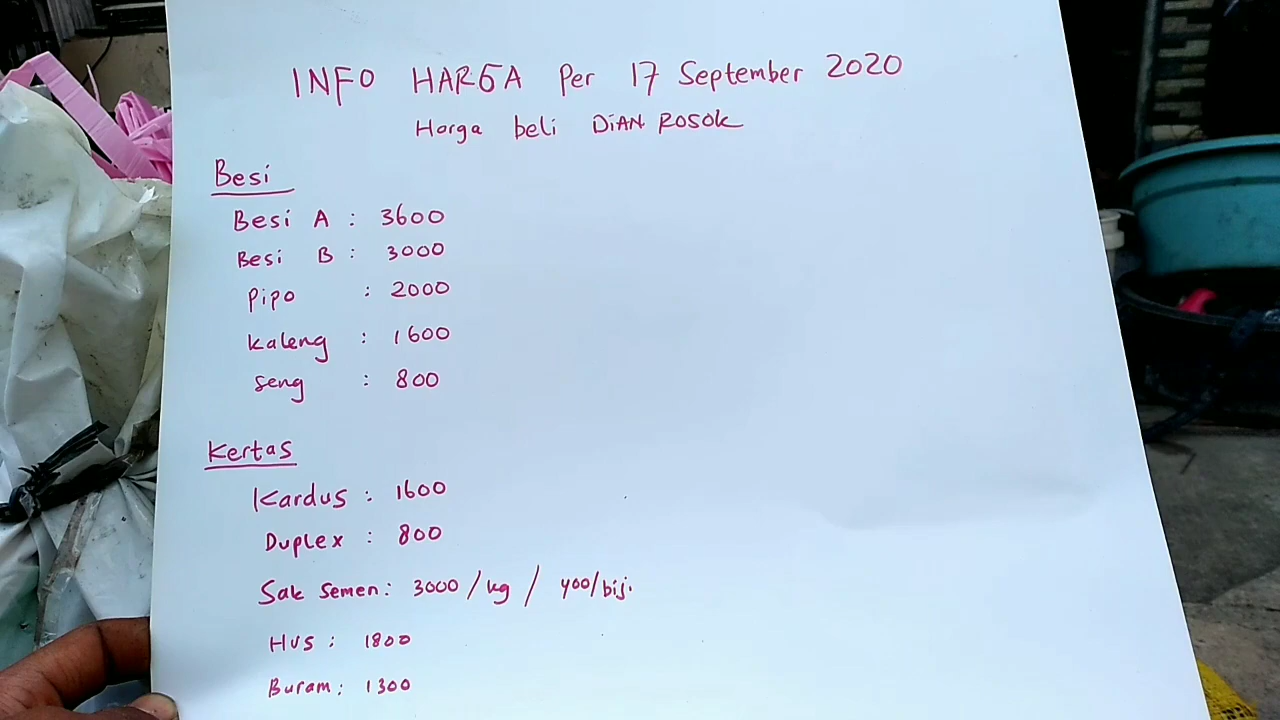 INFO HARGA Per 17 September 2020
Harga beli DiAN Rosok
Besi
Besi A : 3600
Besi B : 3000
Pipo : 2000
Kaleng : 1600
Seng : 800
Kertas
Kardus : 1600
Duplex : 800
Sak Semen : 3000 / kg / 400/biji
HVS : 1800
Buram : 1300